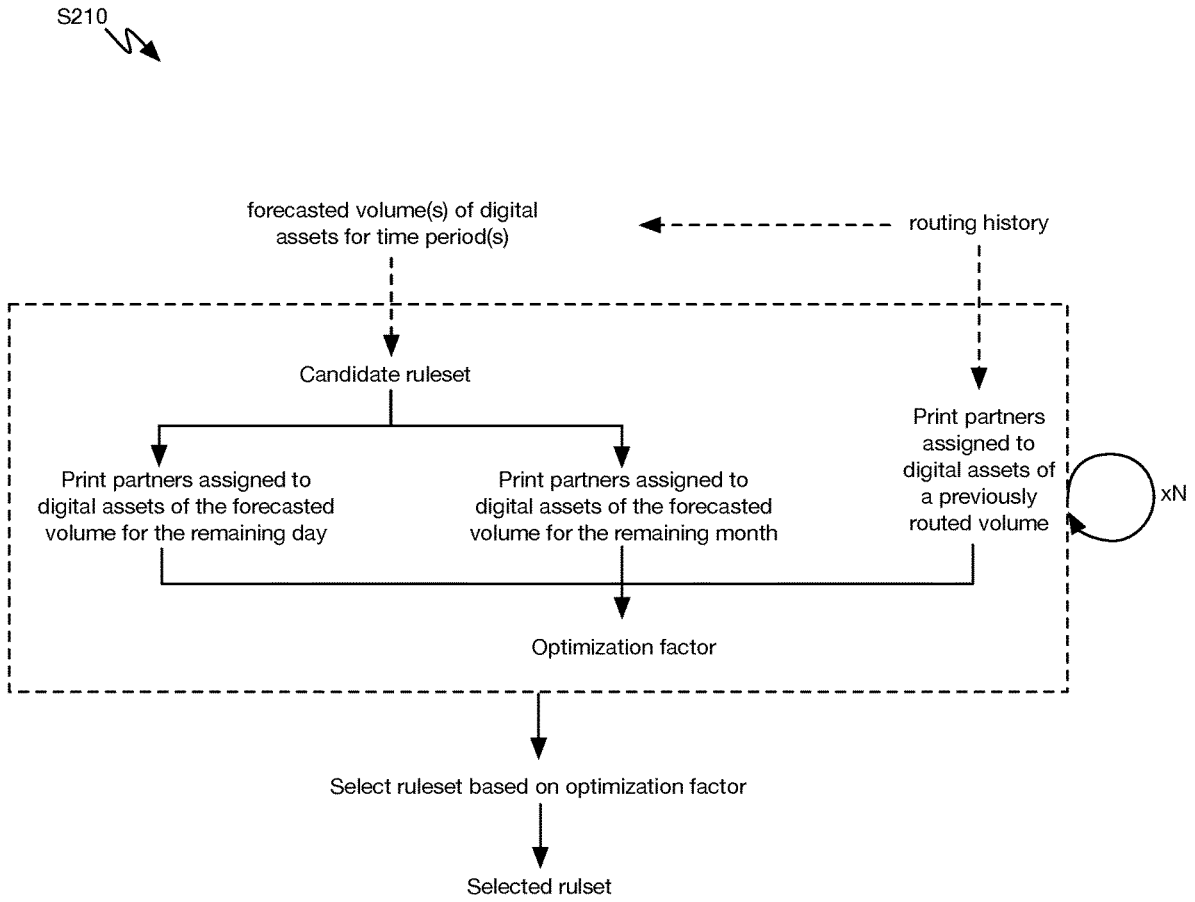 S210
forecasted volume(s) of digital
assets for time period(s)
routing history
Candidate ruleset
Print partners assigned to
digital assets of the forecasted
volume for the remaining day
Print partners assigned to
digital assets of the forecasted
volume for the remaining month
Print partners
assigned to
digital assets of
a previously
routed volume
xN
Optimization factor
Select ruleset based on optimization factor
Selected rulset